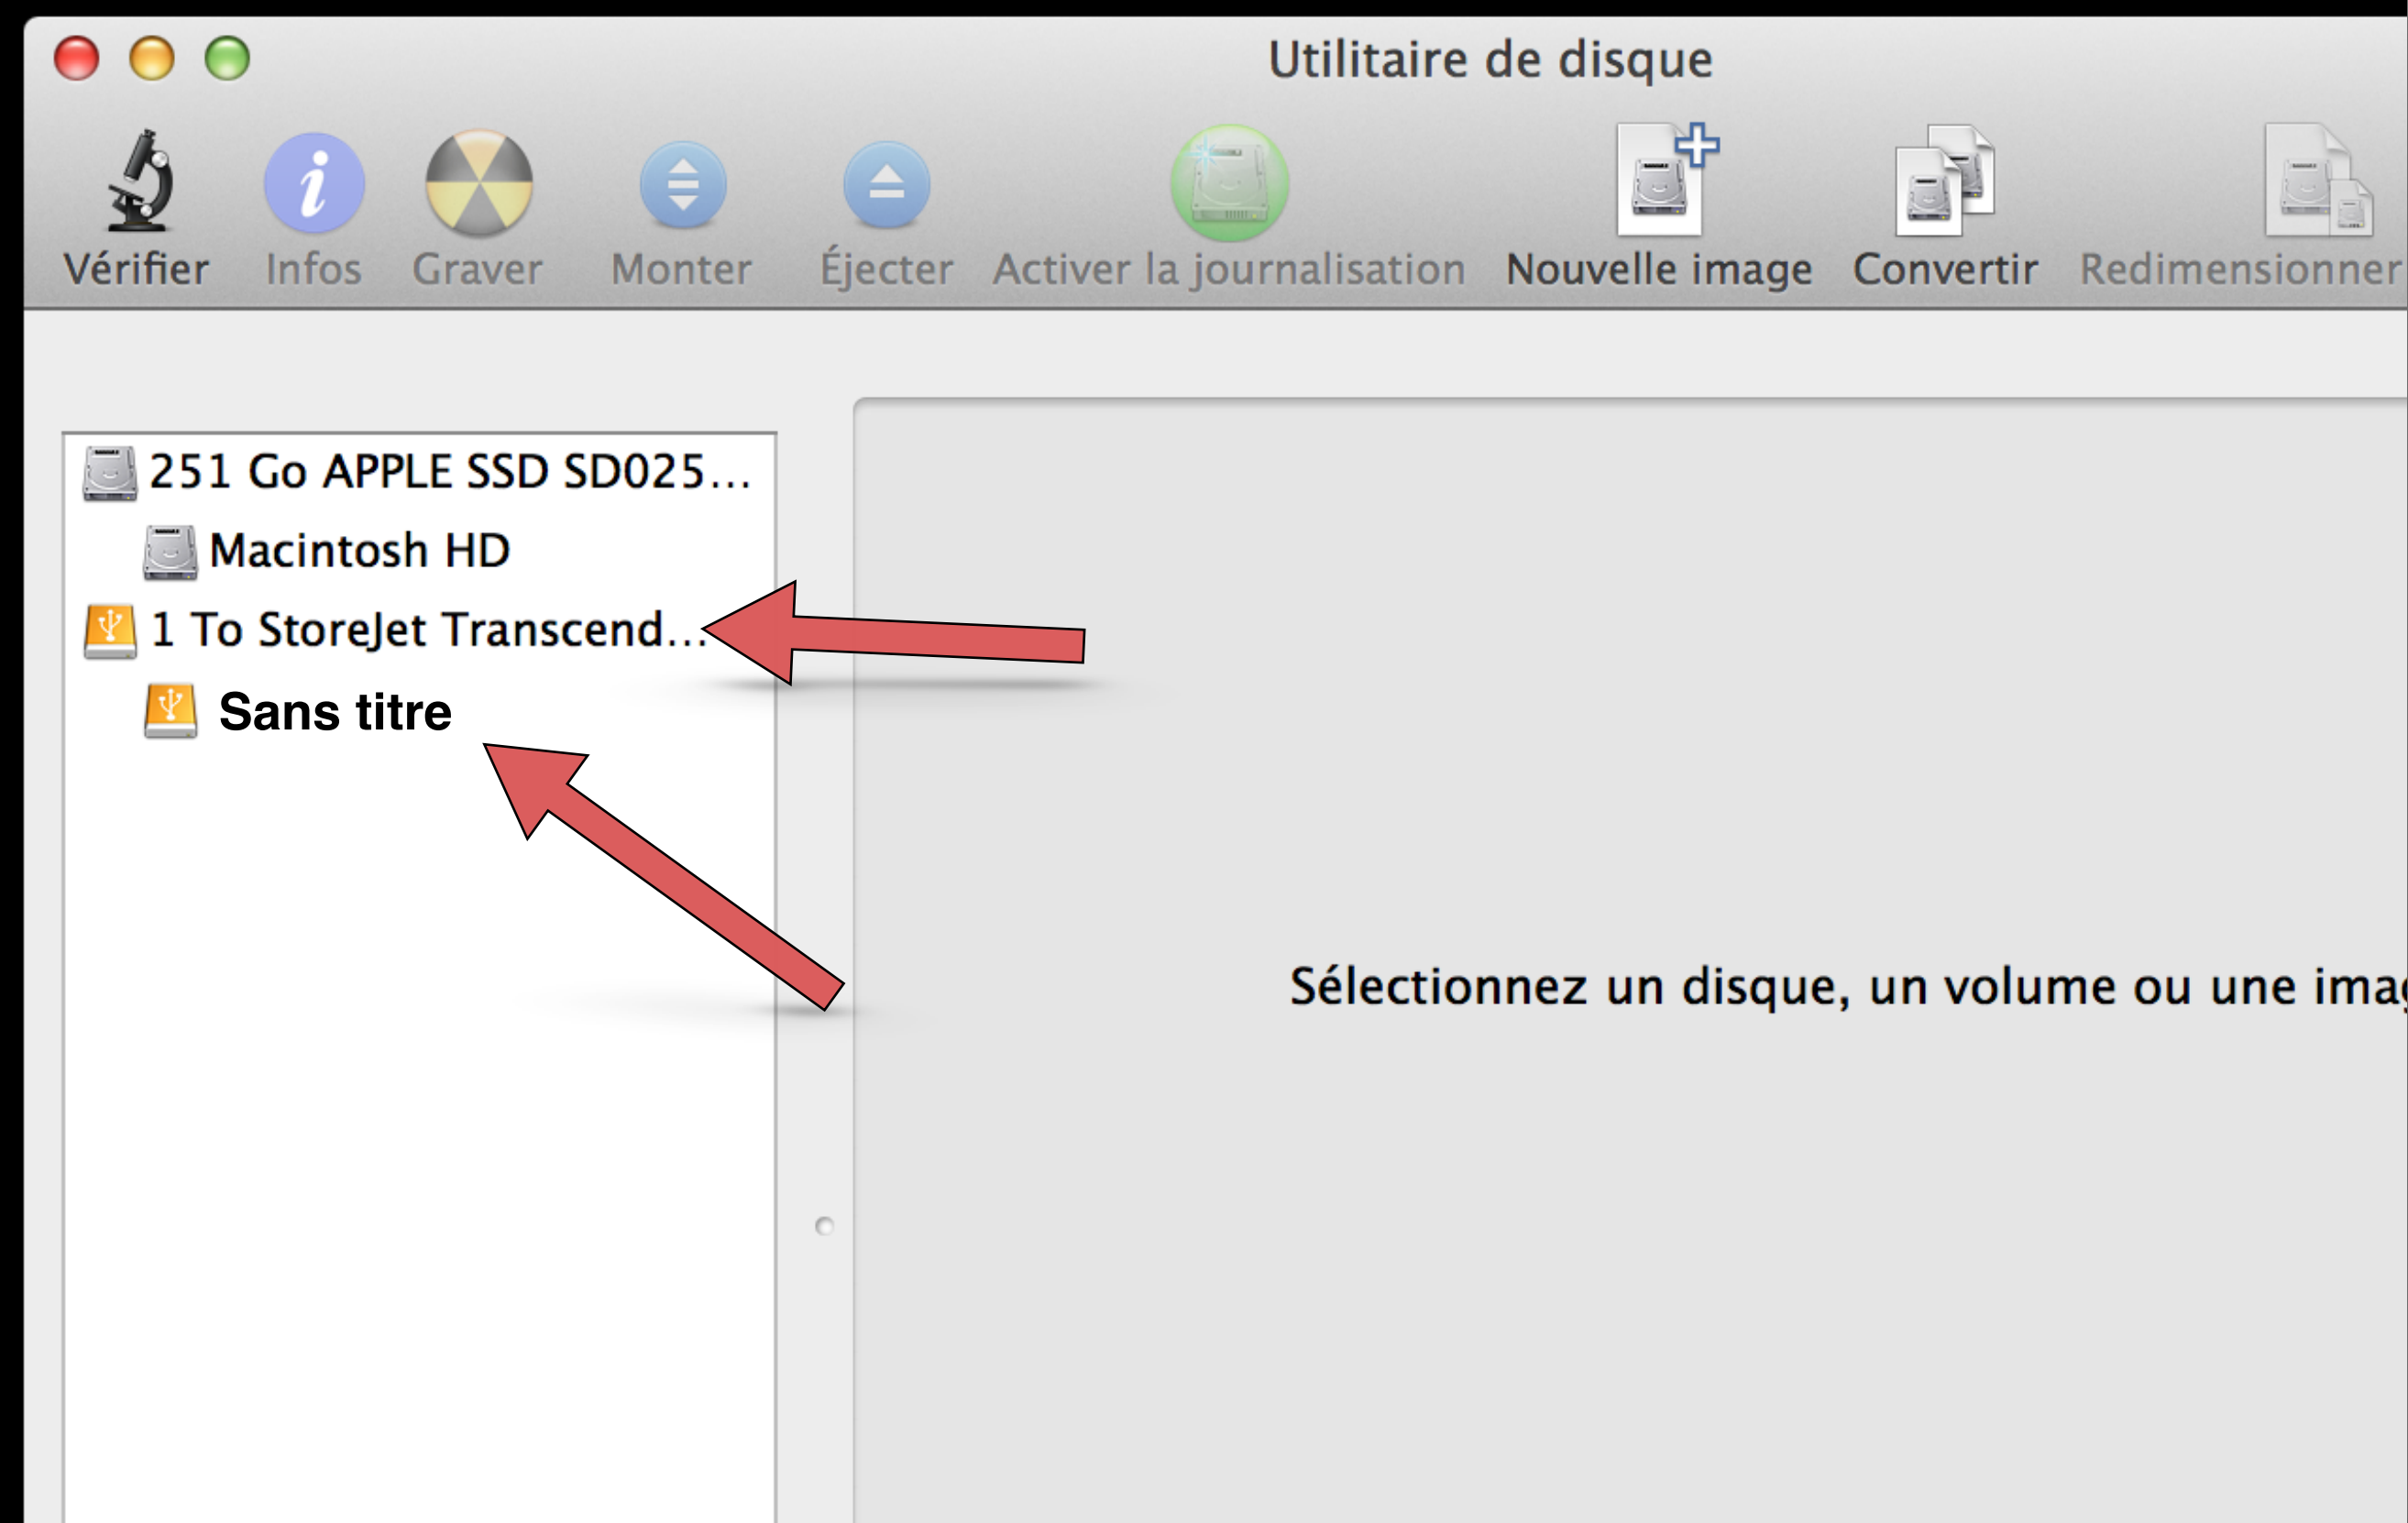 Utilitaire de disque
Vérifier Infos Graver Monter Éjecter Activer la journalisation Nouvelle image Convertir Redimensionner
251 Go APPLE SSD SD025...
Macintosh HD
1 To StoreJet Transcend...
Sans titre
Sélectionnez un disque, un volume ou une